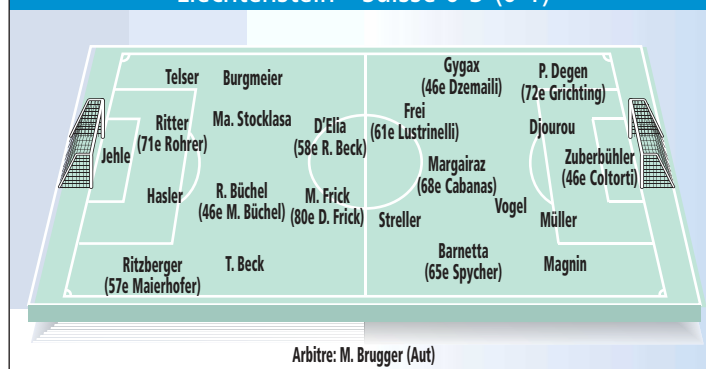 Liechtenstein - Suisse 0-3 (0-1)
Telser
Burgmeier
Ritter
(71e Rohrer)
Ma. Stocklasa
D'Elia
(58e R. Beck)
Jehle
Hasler
R. Büchel
(46e M. Büchel)
M. Frick
(80e D. Frick)
Ritzberger
(57e Maierhofer)
T. Beck
Gygax
(46e Dzemaili)
P. Degen
(72e Grichting)
Frei
(61e Lustrinelli)
Djourou
Margairaz
(68e Cabanas)
Zuberbühler
(46e Coltorti)
Streller
Vogel
Müller
Barnetta
(65e Spycher)
Magnin
Arbitre: M. Brugger (Aut)